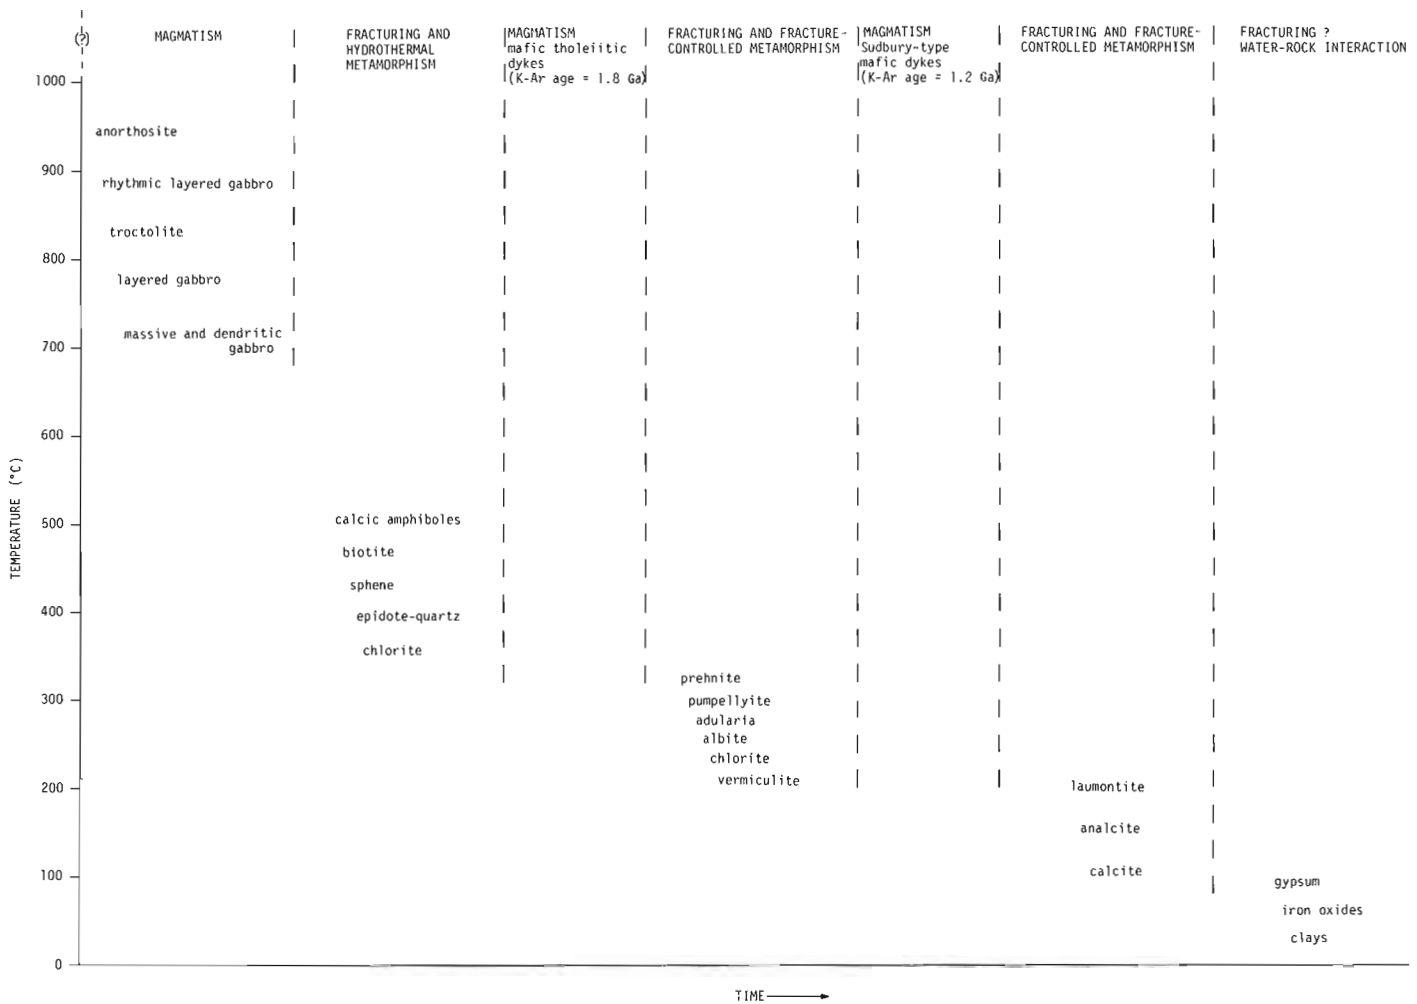 (?)
MAGMATISM
FRACTURING AND
HYDROTHERMAL
METAMORPHISM
MAGMATISM
mafic tholeiitic
dykes
(K-Ar age = 1.8 Ga)
FRACTURING AND FRACTURE-
CONTROLLED METAMORPHISM
MAGMATISM
Sudbury-type
mafic dykes
(K-Ar age = 1.2 Ga)
FRACTURING AND FRACTURE-
CONTROLLED METAMORPHISM
FRACTURING ?
WATER-ROCK INTERACTION
TEMPERATURE (°C)
1000
900
800
700
600
500
400
300
200
100
0
anorthosite
rhythmic layered gabbro
troctolite
layered gabbro
massive and dendritic
gabbro
calcic amphiboles
biotite
sphene
epidote-quartz
chlorite
prehnite
pumpellyite
adularia
albite
chlorite
vermiculite
laumontite
analcite
calcite
gypsum
iron oxides
clays
TIME